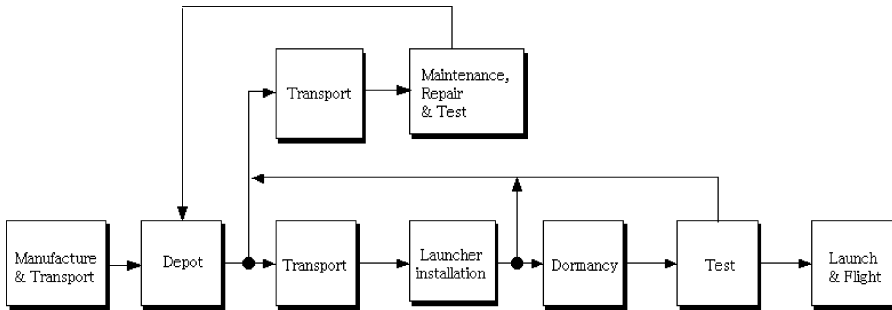 Transport
Maintenance,
Repair
& Test
Manufacture
& Transport
Depot
Transport
Launcher
installation
Dormancy
Test
Launch
& Flight